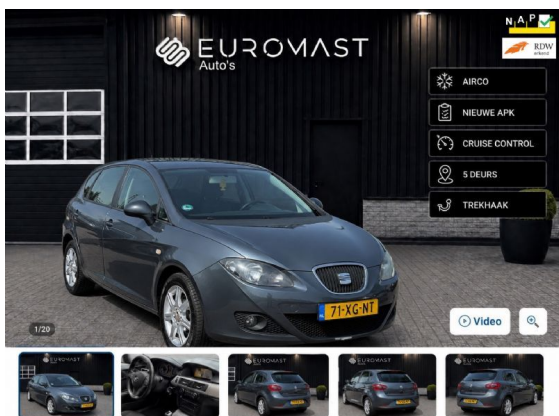 NAP
RDW
EUROMAST
Auto's
AIRCO
NIEUWE APK
CRUISE CONTROL
5 DEURS
TREKHAAK
71-XG-NT
1/20
Video
EUROMAST
EUROMAST
EUROMAST
EUROMAST